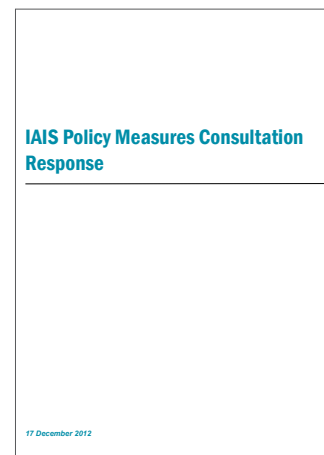 IAIS Policy Measures Consultation
Response
17 December 2012